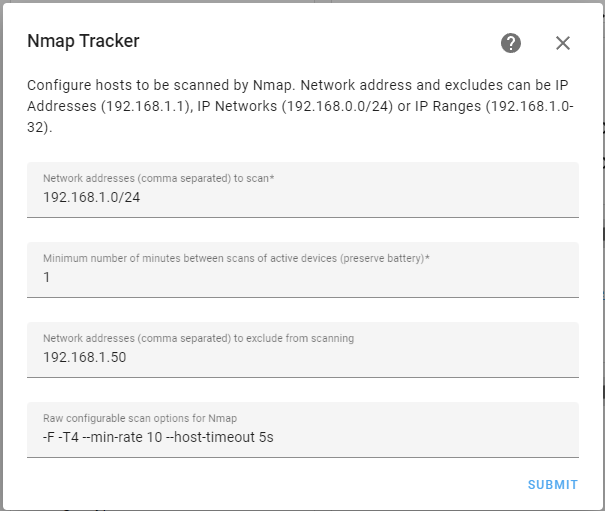 Nmap Tracker
Configure hosts to be scanned by Nmap. Network address and excludes can be IP
Addresses (192.168.1.1), IP Networks (192.168.0.0/24) or IP Ranges (192.168.1.0-
32).
Network addresses (comma separated) to scan*
192.168.1.0/24
Minimum number of minutes between scans of active devices (preserve battery)*
1
Network addresses (comma separated) to exclude from scanning
192.168.1.50
Raw configurable scan options for Nmap
-F -T4 --min-rate 10 --host-timeout 5s
SUBMIT